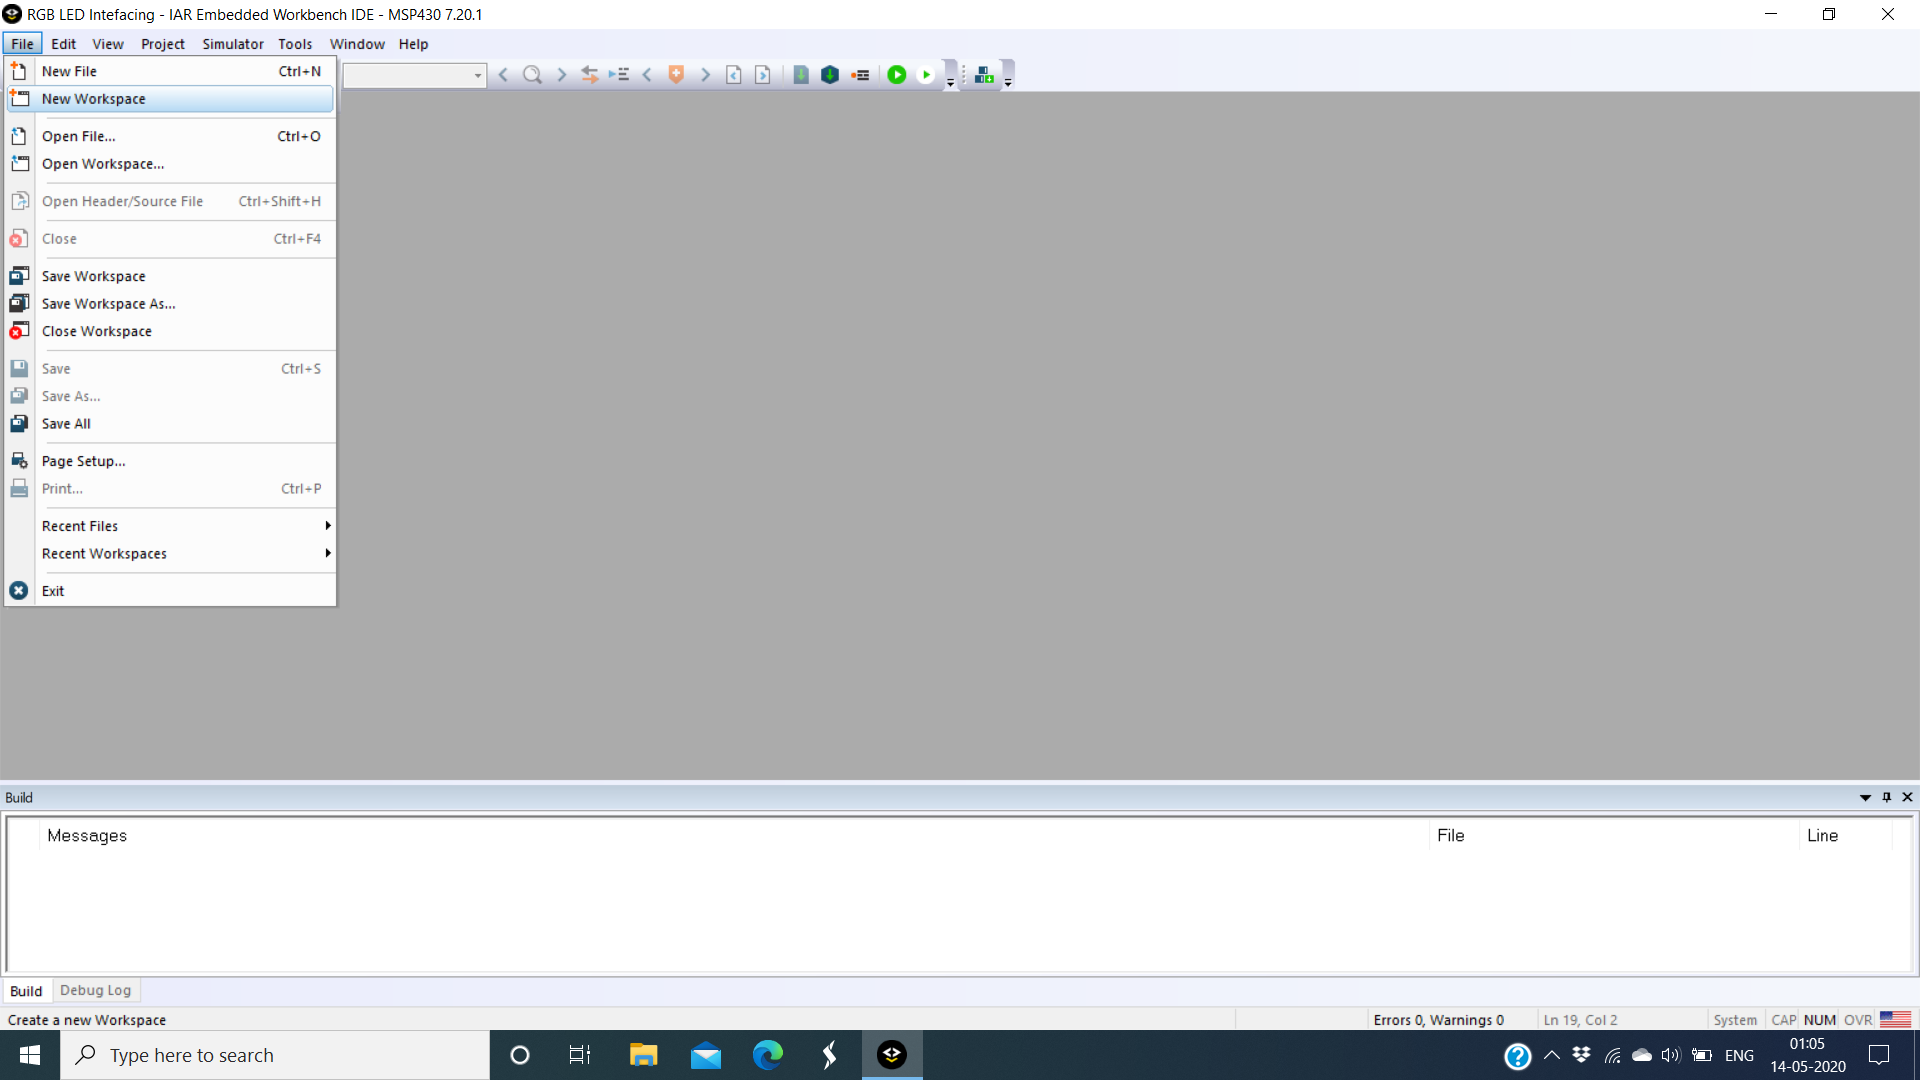 RGB LED Intefacing - IAR Embedded Workbench IDE - MSP430 7.20.1
File Edit View Project Simulator Tools Window Help
New File Ctrl+N
New Workspace
Open File... Ctrl+O
Open Workspace...
Open Header/Source File Ctrl+Shift+H
Close Ctrl+F4
Save Workspace
Save Workspace As...
Close Workspace
Save Ctrl+S
Save As...
Save All
Page Setup...
Print... Ctrl+P
Recent Files
Recent Workspaces
Exit
Build
Messages File Line
Build Debug Log
Create a new Workspace Errors 0, Warnings 0 Ln 19, Col 2 System CAP NUM OVR
Type here to search ENG 01:05
14-05-2020